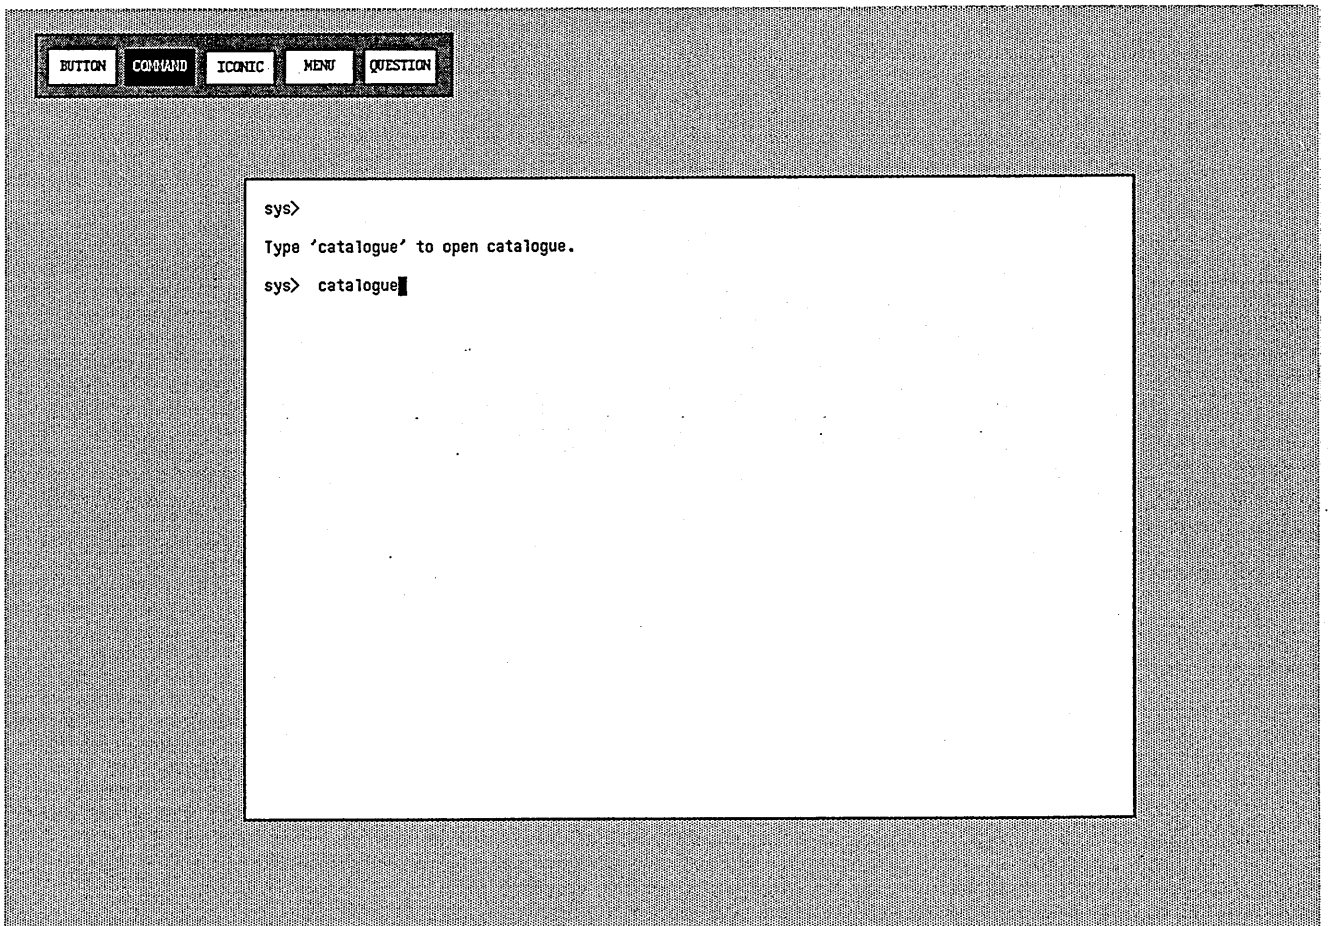 BUTTON COMMAND ICONIC MENU QUESTION
sys>
Type 'catalogue' to open catalogue.
sys> catalogue